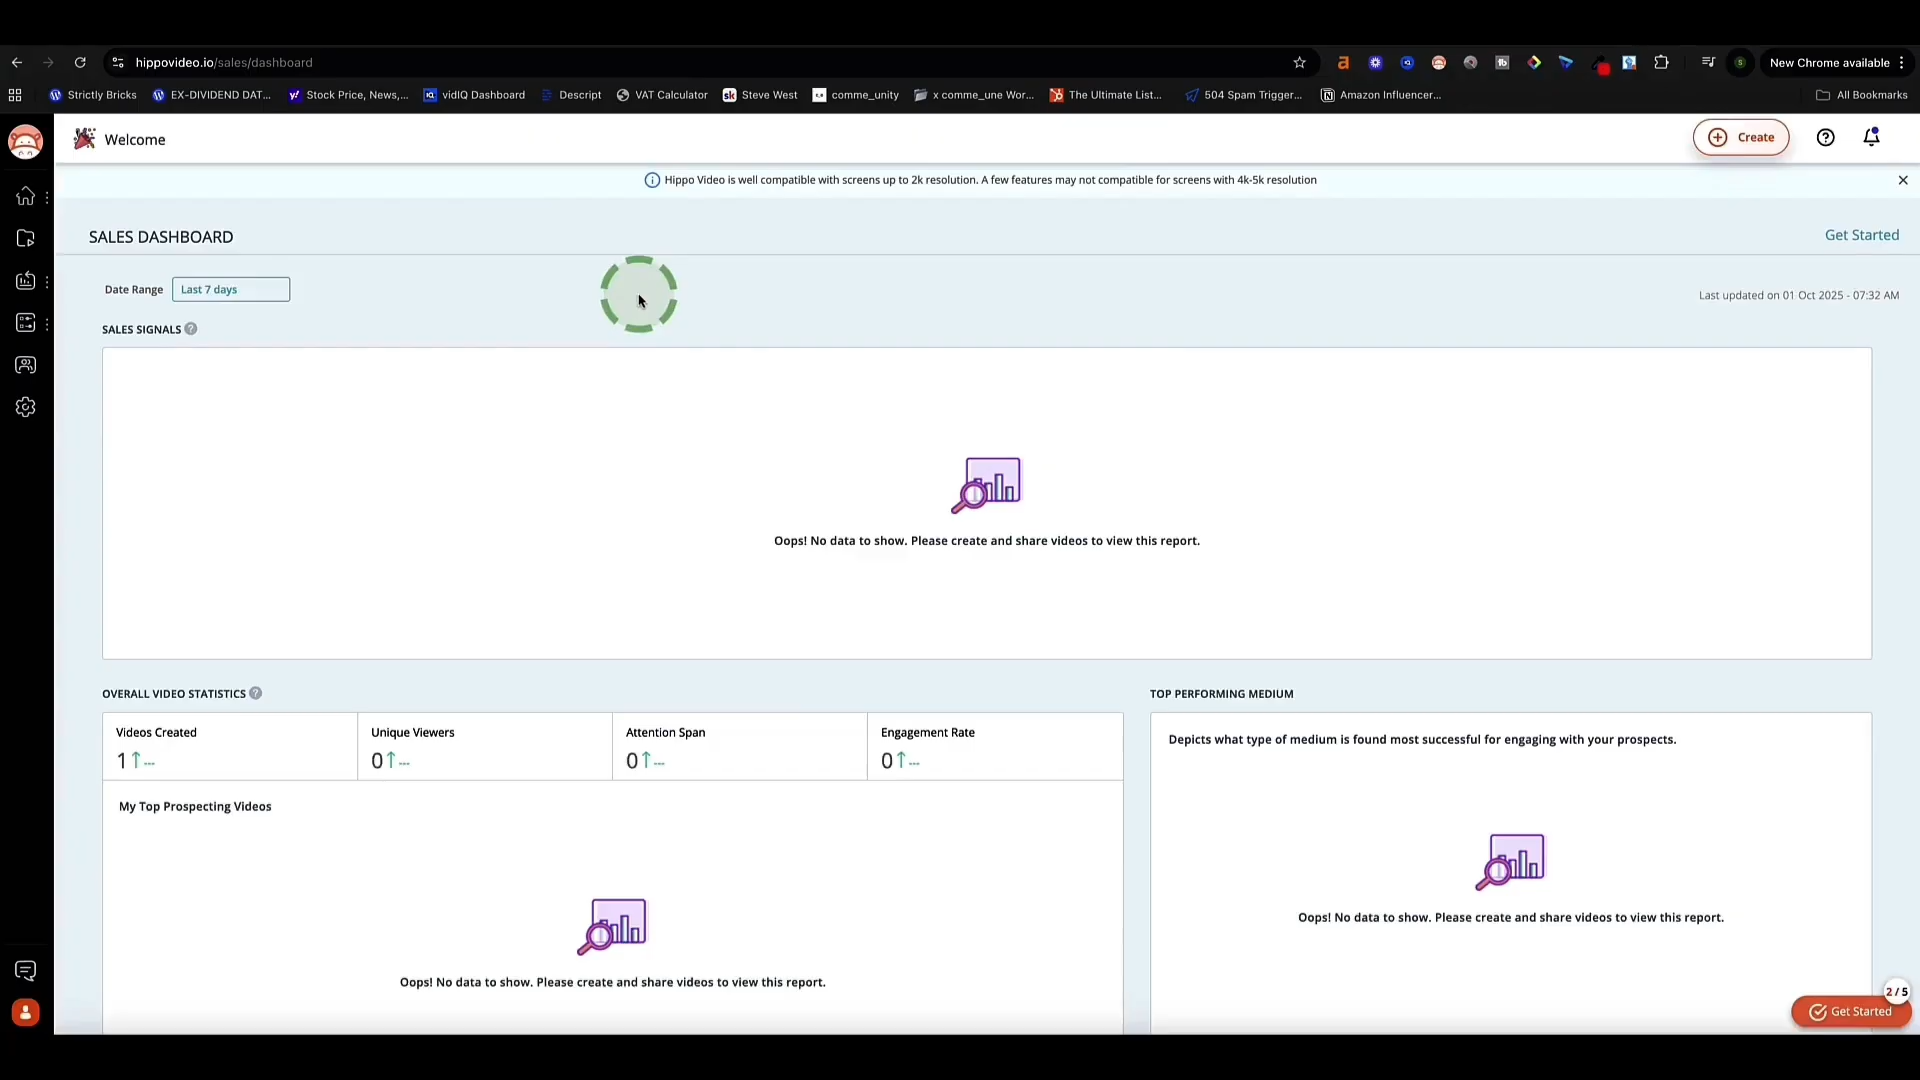 hippovideo.io/sales/dashboard
New Chrome available
Strictly Bricks
EX-DIVIDEND DAT...
Stock Price, News,...
vidIQ Dashboard
Descript
VAT Calculator
sk
Steve West
comme_unity
x comme_une Wor...
The Ultimate List...
504 Spam Trigger...
Amazon Influencer...
All Bookmarks
Welcome
Create
Hippo Video is well compatible with screens up to 2k resolution. A few features may not compatible for screens with 4k-5k resolution
SALES DASHBOARD
Get Started
Date Range
Last 7 days
Last updated on 01 Oct 2025 - 07:32 AM
SALES SIGNALS
Oops! No data to show. Please create and share videos to view this report.
OVERALL VIDEO STATISTICS
TOP PERFORMING MEDIUM
Videos Created
Unique Viewers
Attention Span
Engagement Rate
1 ↑ ---
0 ↑ ---
0 ↑ ---
0 ↑ ---
Depicts what type of medium is found most successful for engaging with your prospects.
My Top Prospecting Videos
Oops! No data to show. Please create and share videos to view this report.
Oops! No data to show. Please create and share videos to view this report.
2 / 5
Get Started